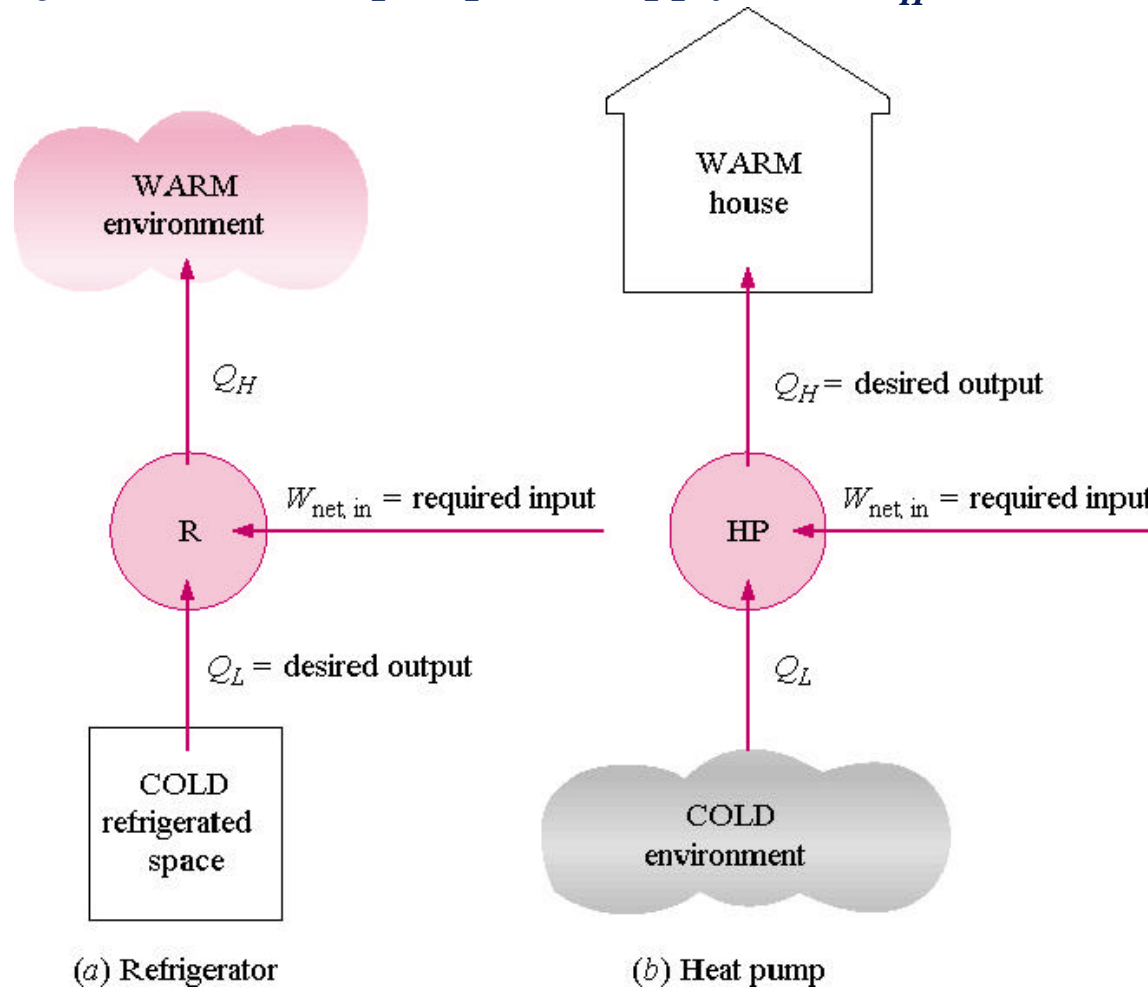 WARM
environment
Q_H
W_net, in = required input
R
Q_L = desired output
COLD
refrigerated
space
(a) Refrigerator
WARM
house
Q_H = desired output
W_net, in = required input
HP
Q_L
COLD
environment
(b) Heat pump